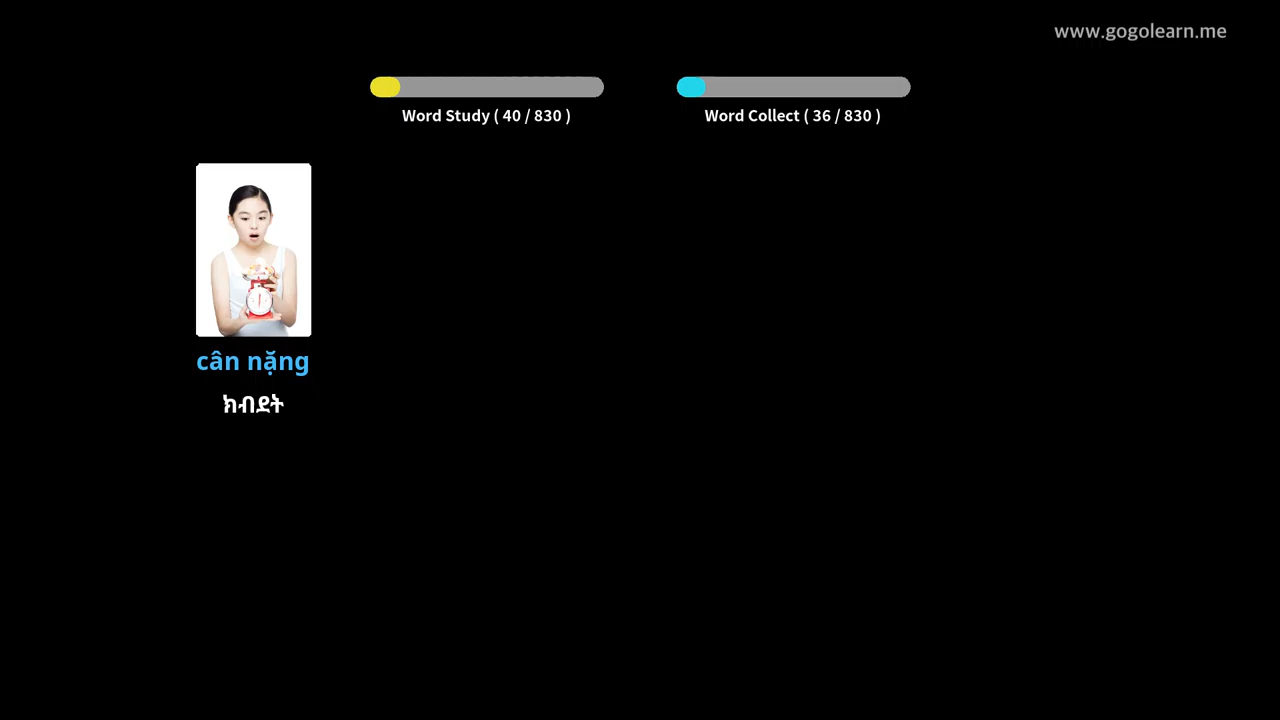 www.gogolearn.me
Word Study ( 40 / 830 )
Word Collect ( 36 / 830 )
cân nặng
ክብደት